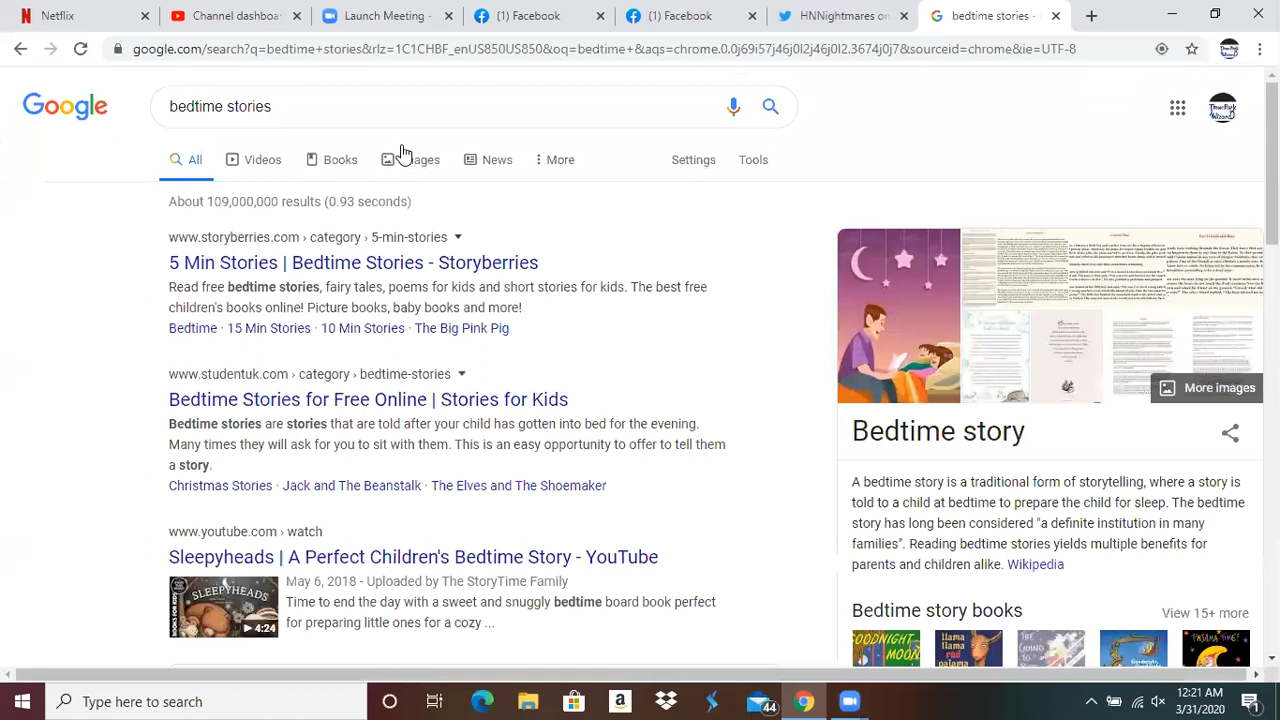 Netflix
Channel dashboa
Launch Meeting -
(1) Facebook
(1) Facebook
HNNightmares on
bedtime stories -
google.com/search?q=bedtime+stories&rlz=1C1CHBF_enUS850US850&oq=bedtime+&aqs=chrome.0.0j69i57j46j0l2j46j0l2.3674j0j7&sourceid=chrome&ie=UTF-8
Google
bedtime stories
All
Videos
Books
Images
News
More
Settings
Tools
About 109,000,000 results (0.93 seconds)
www.storyberries.com › category › 5-min-stories
5 Min Stories | Bedtime Stories - Storyberries
Read free bedtime stories, fairy tales, poems for kids and short stories for kids. The best free
children's books online - picture books, baby books and more!
Bedtime · 15 Min Stories · 10 Min Stories · The Big Pink Pig
www.studentuk.com › category › bedtime-stories
Bedtime Stories for Free Online | Stories for Kids
Bedtime stories are stories that are told after your child has gotten into bed for the evening.
Many times they will ask for you to sit with them. This is an easy opportunity to offer to tell them
a story.
Christmas Stories · Jack and The Beanstalk · The Elves and The Shoemaker
www.youtube.com › watch
Sleepyheads | A Perfect Children's Bedtime Story - YouTube
SLEEPYHEADS
4:24
May 6, 2018 - Uploaded by The StoryTime Family
Time to end the day with a sweet and snuggly bedtime board book perfect
for preparing little ones for a cozy ...
More images
Bedtime story
A bedtime story is a traditional form of storytelling, where a story is
told to a child at bedtime to prepare the child for sleep. The bedtime
story has long been considered "a definite institution in many
families". Reading bedtime stories yields multiple benefits for
parents and children alike. Wikipedia
Bedtime story books
View 15+ more
GOODNIGHT MOON
llama llama red pajama
PAJAMA TIME!
Type here to search
12:21 AM
3/31/2020